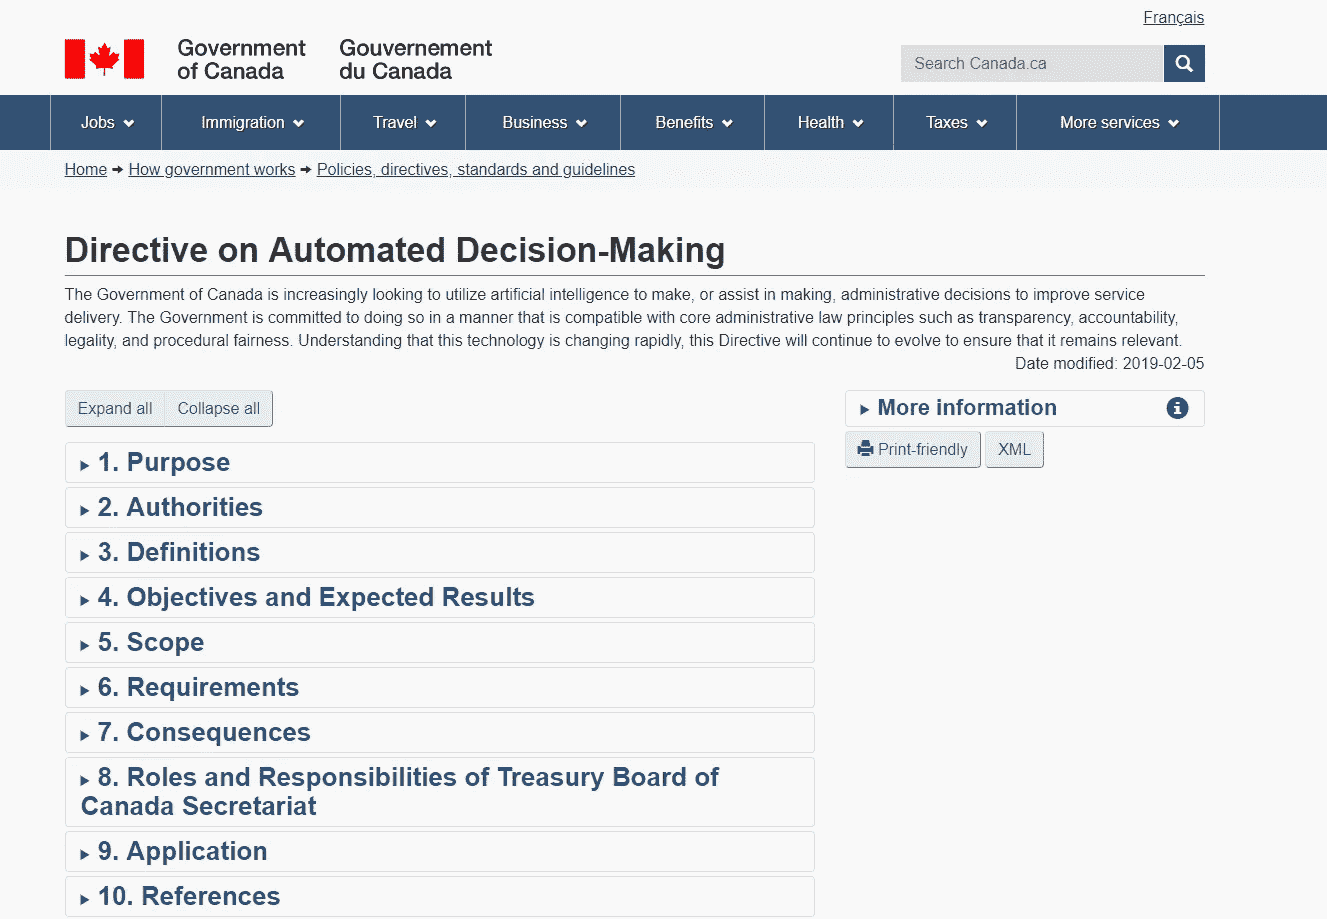 Français
Government of Canada
Gouvernement du Canada
Search Canada.ca
Jobs
Immigration
Travel
Business
Benefits
Health
Taxes
More services
Home → How government works → Policies, directives, standards and guidelines
Directive on Automated Decision-Making
The Government of Canada is increasingly looking to utilize artificial intelligence to make, or assist in making, administrative decisions to improve service
delivery. The Government is committed to doing so in a manner that is compatible with core administrative law principles such as transparency, accountability,
legality, and procedural fairness. Understanding that this technology is changing rapidly, this Directive will continue to evolve to ensure that it remains relevant.
Date modified: 2019-02-05
Expand all
Collapse all
More information
Print-friendly
XML
1. Purpose
2. Authorities
3. Definitions
4. Objectives and Expected Results
5. Scope
6. Requirements
7. Consequences
8. Roles and Responsibilities of Treasury Board of
Canada Secretariat
9. Application
10. References